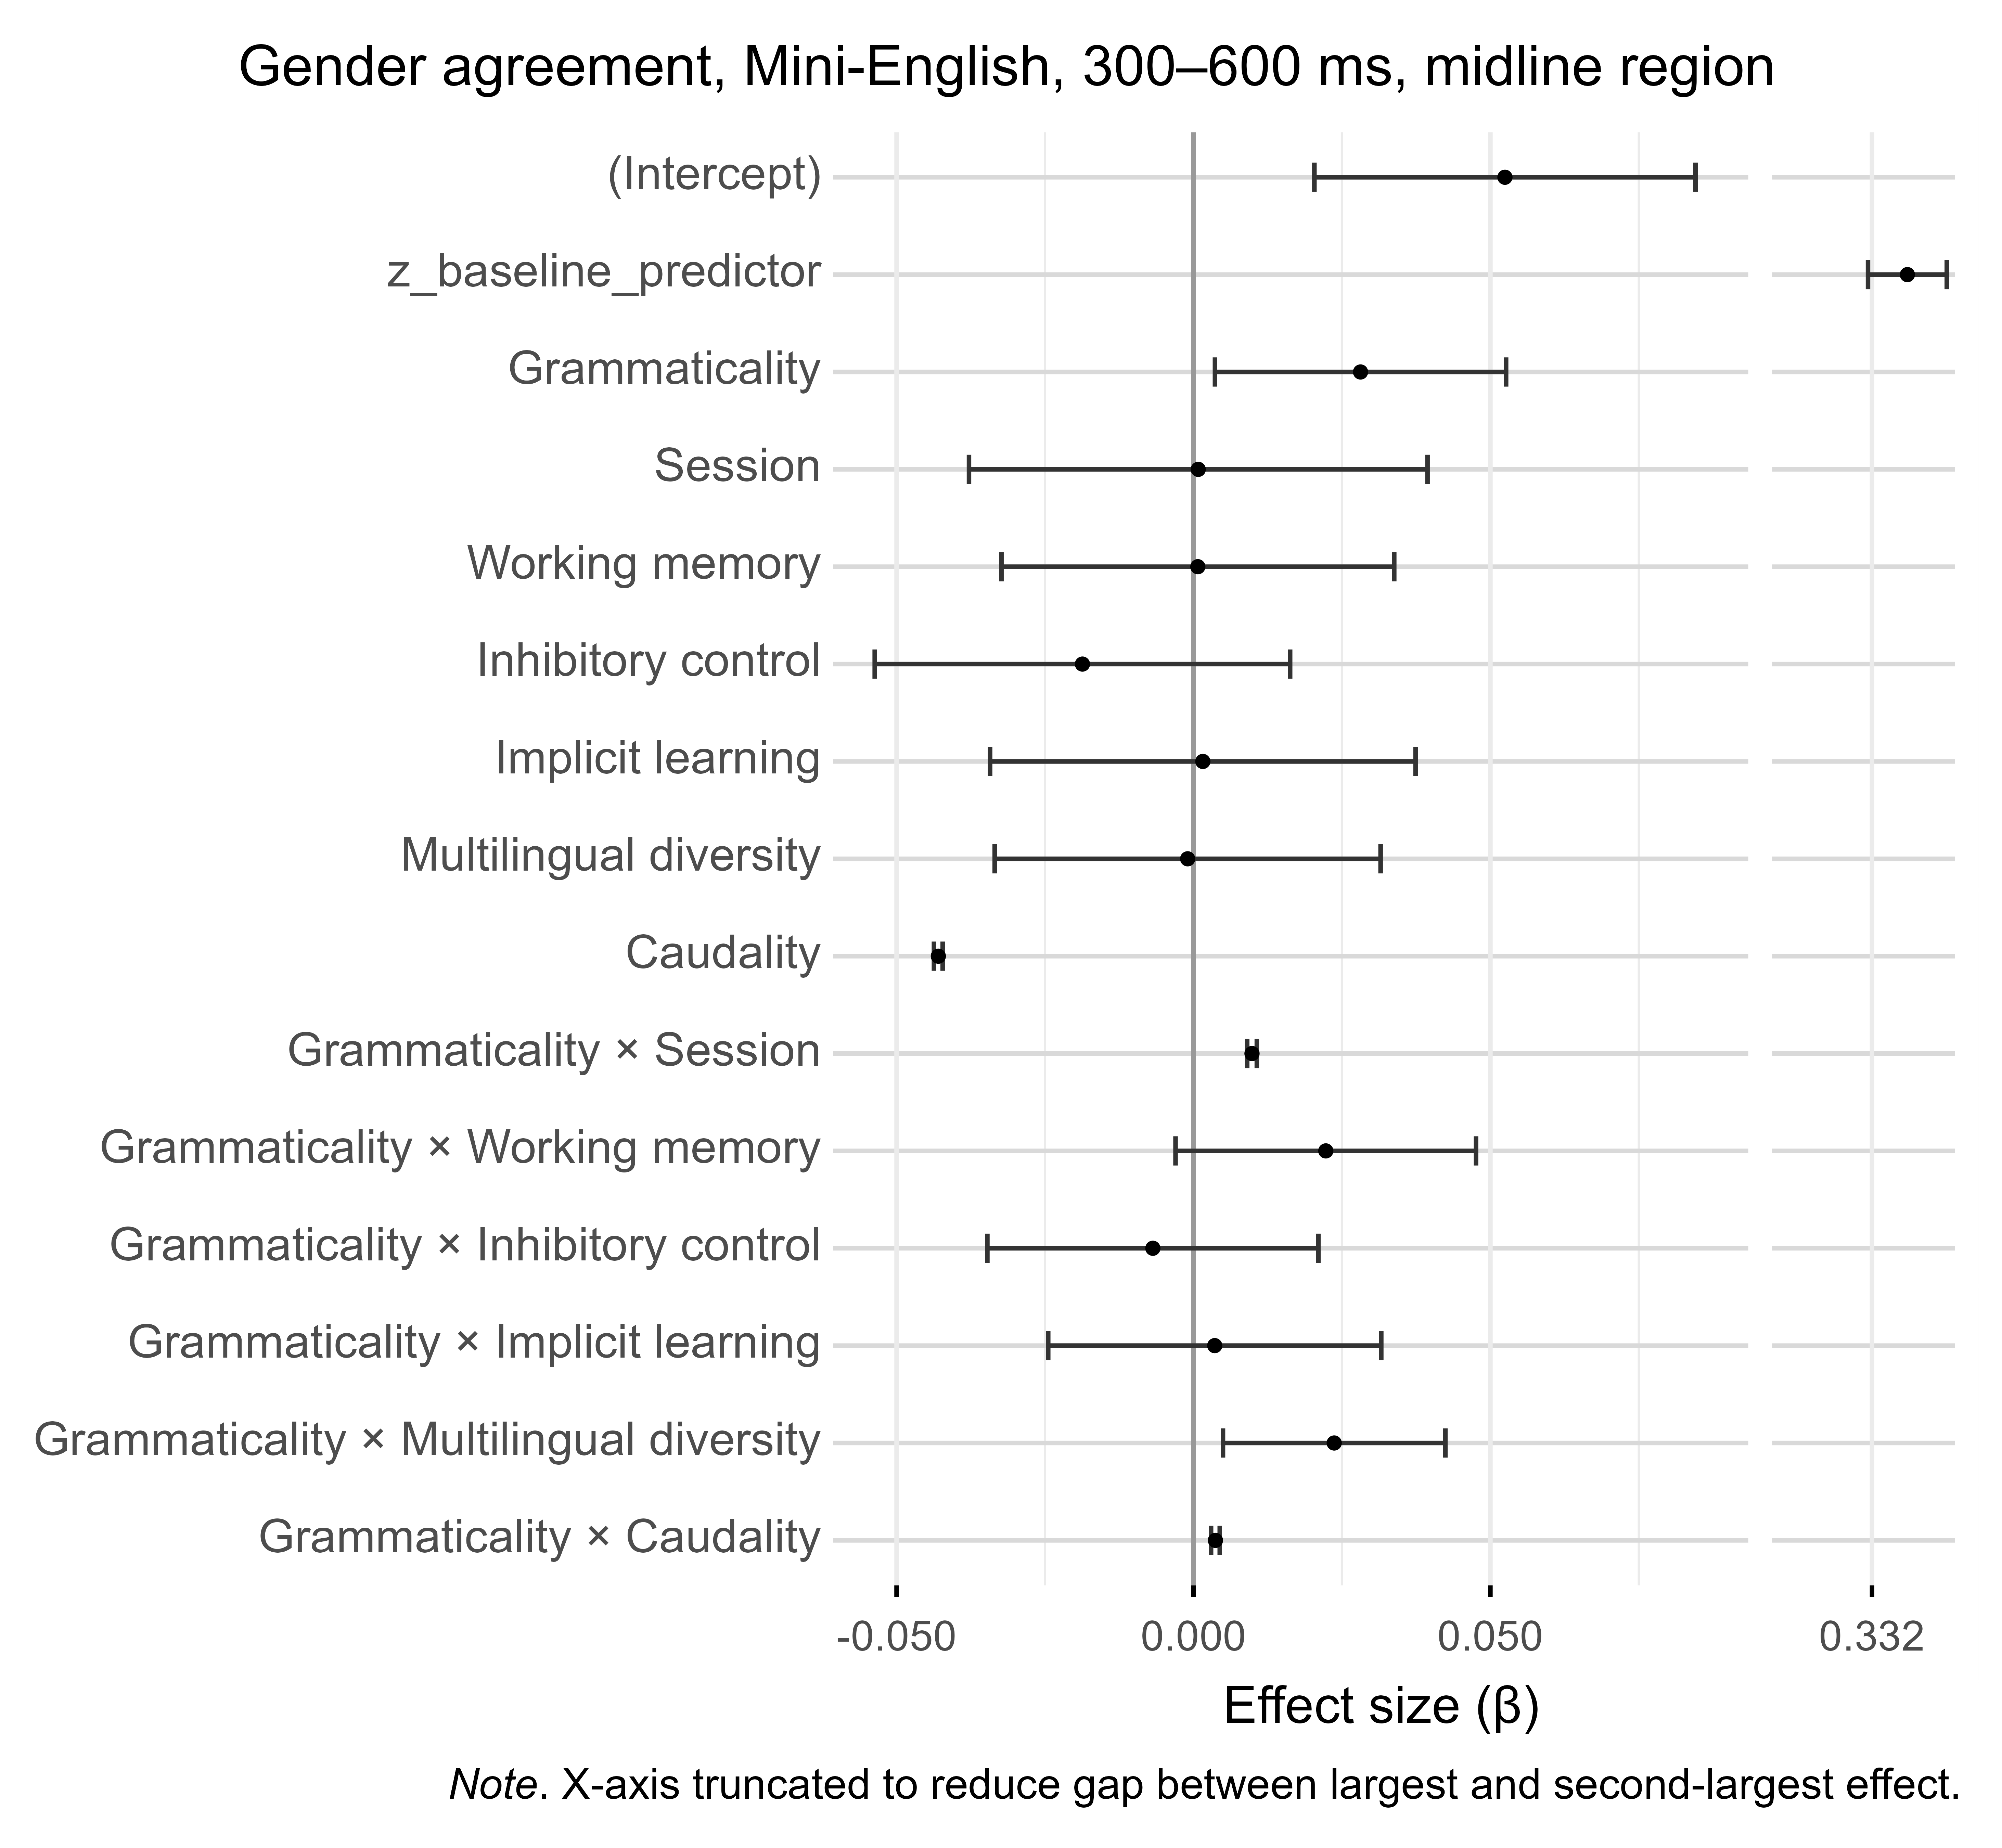 Gender agreement, Mini-English, 300–600 ms, midline region
(Intercept)
z_baseline_predictor
Grammaticality
Session
Working memory
Inhibitory control
Implicit learning
Multilingual diversity
Caudality
Grammaticality × Session
Grammaticality × Working memory
Grammaticality × Inhibitory control
Grammaticality × Implicit learning
Grammaticality × Multilingual diversity
Grammaticality × Caudality
-0.050 0.000 0.050 0.332
Effect size (β)
Note. X-axis truncated to reduce gap between largest and second-largest effect.